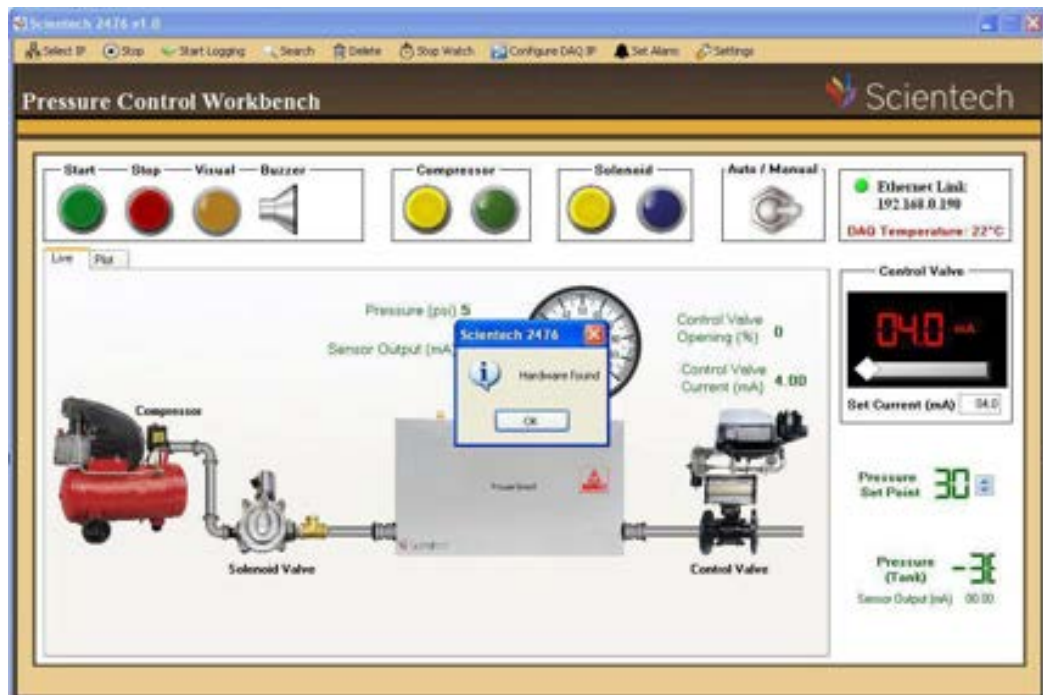 Scientech 2476 v1.0
Select IP Stop Start Logging Search Delete Stop Watch Configure DAQ IP Set Alarm Settings
Pressure Control Workbench
Scientech
Start Stop Visual Buzzer Compressor Solenoid Auto / Manual
Ethernet Link:
192.168.0.190
DAQ Temperature: 22°C
Live Plot
Pressure (psi) 5
Sensor Output (mA)
Scientech 2476
Hardware found
OK
Control Valve
Opening (%) 0
Control Valve
Current (mA) 4.00
Compressor
Solenoid Valve
Control Valve
Control Valve
04.0 mA
Set Current (mA) 04.0
Pressure
Set Point 30
Pressure
(Tank)
Sensor Output (mA) 00.00